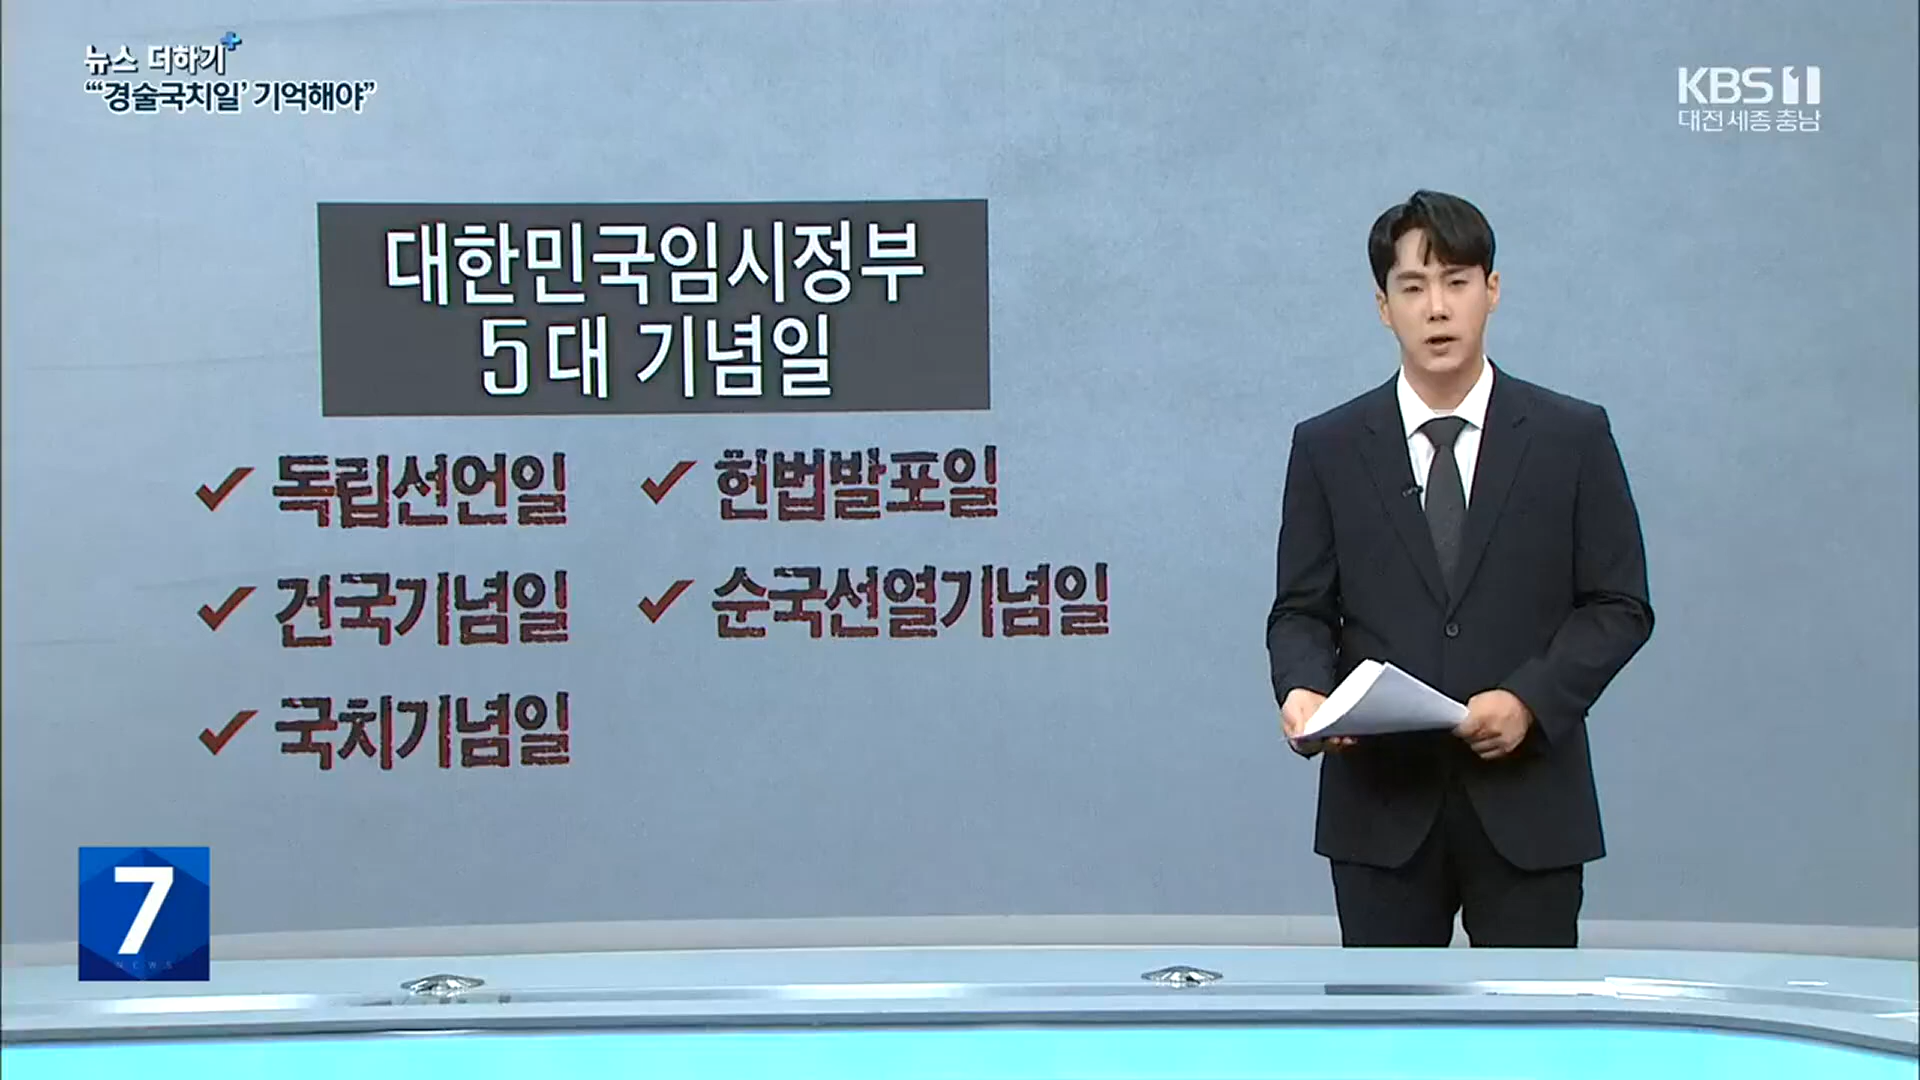 뉴스 더하기+
“‘경술국치일’ 기억해야”
KBS 1
대전 세종 충남
대한민국임시정부
5대 기념일
✓ 독립선언일
✓ 헌법발포일
✓ 건국기념일
✓ 순국선열기념일
✓ 국치기념일
7
NEWS